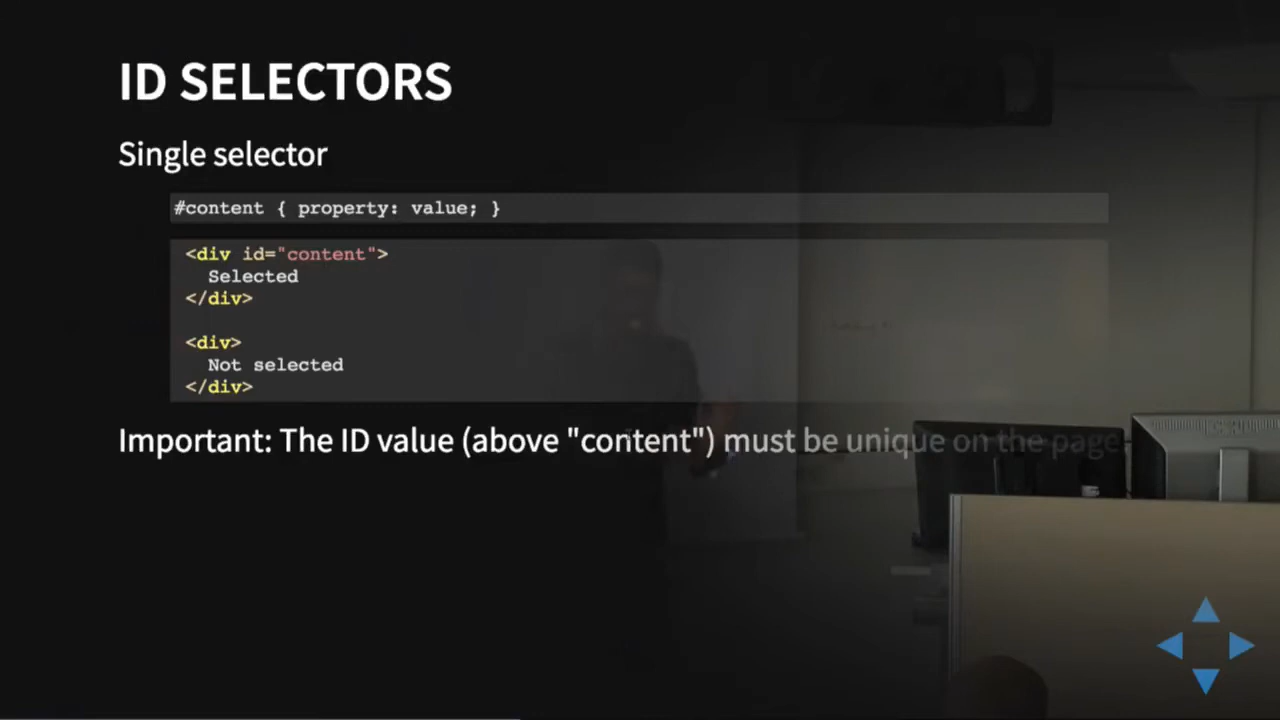 ID SELECTORS
Single selector
#content { property: value; }
<div id="content">
Selected
</div>
<div>
Not selected
</div>
Important: The ID value (above "content") must be unique on the page.